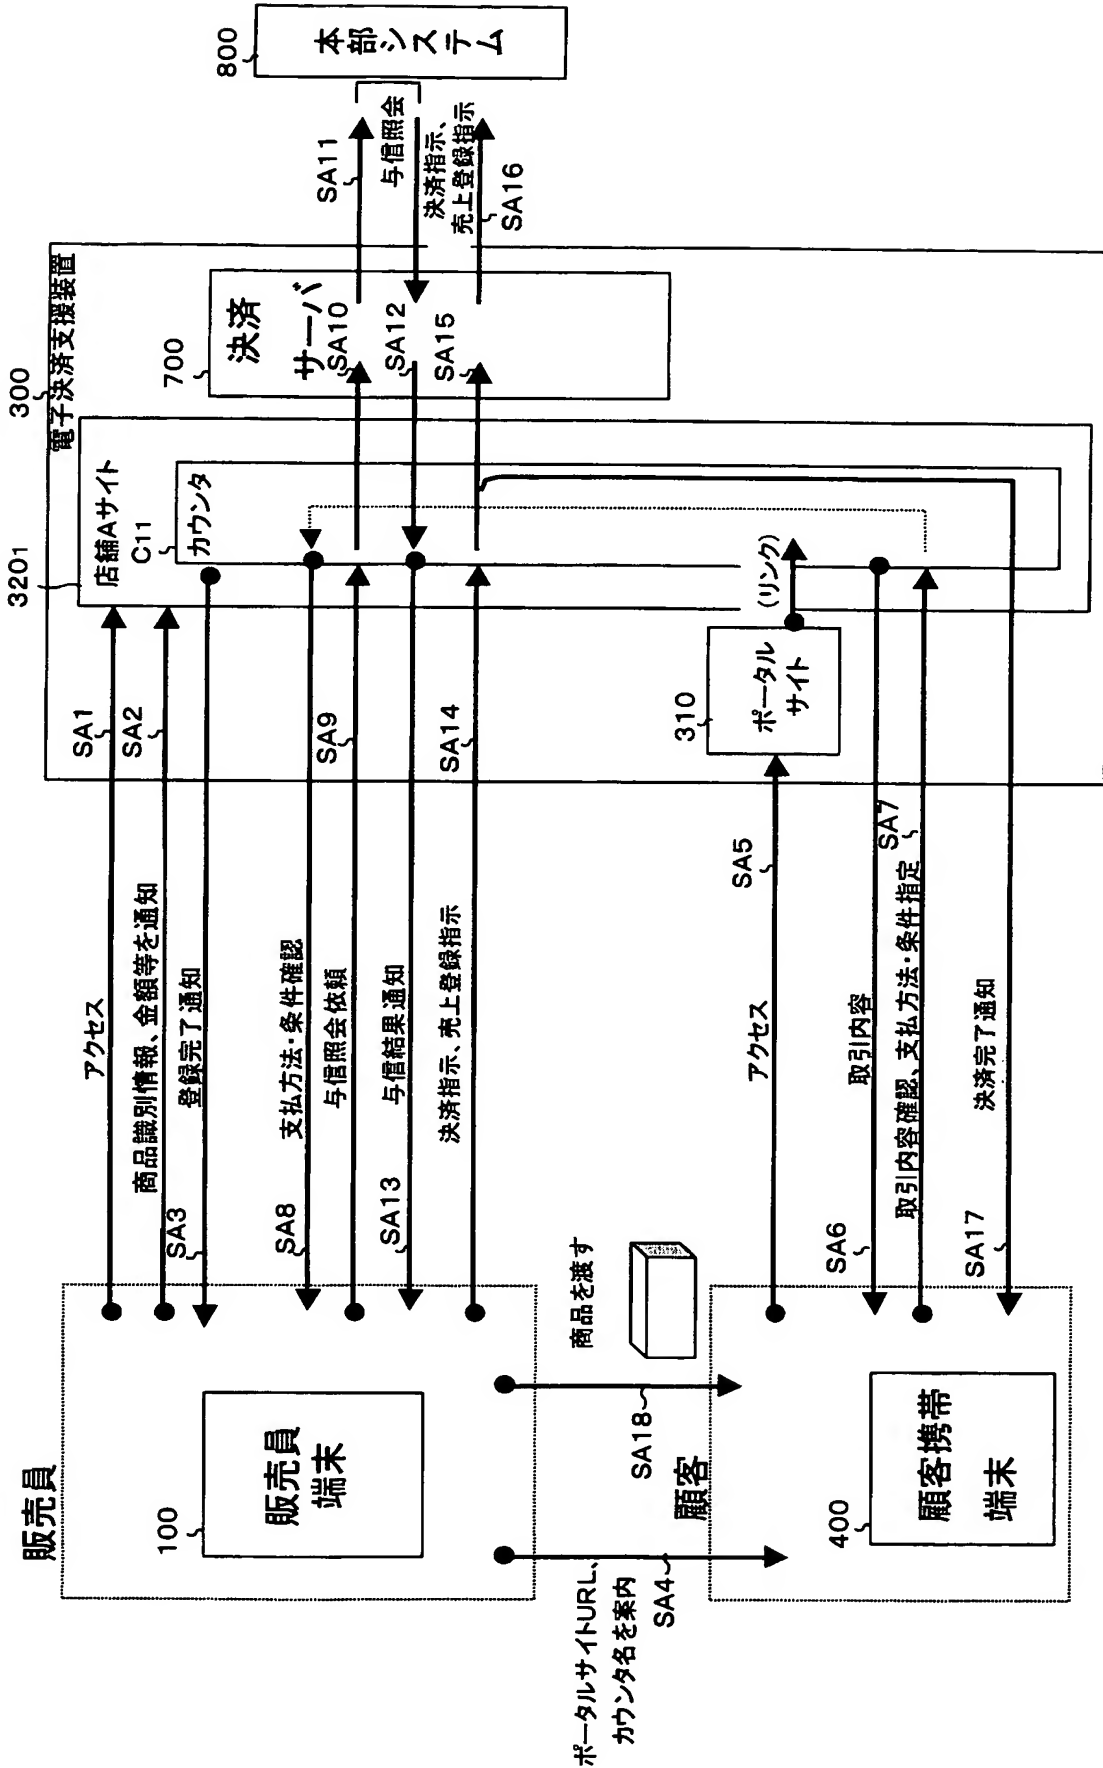 販売員
100
販売員
端末
アクセス
SA1
商品識別情報、金額等を通知
SA2
登録完了通知
SA3
支払方法・条件確認
SA8
与信照会依頼
SA9
与信結果通知
SA13
決済指示、売上登録指示
SA14
商品を渡す
SA18
ポータルサイトURL、
カウンタ名を案内
SA4
顧客
400
顧客携帯
端末
アクセス
SA5
取引内容
SA6
取引内容確認、支払方法・条件指定
SA7
決済完了通知
SA17
300
電子決済支援装置
3201
店舗Aサイト
C11
カウンタ
310
ポータル
サイト
(リンク)
700
決済
サーバ
SA10
SA12
SA15
SA11
与信照会
決済指示、
売上登録指示
SA16
800
本部システム